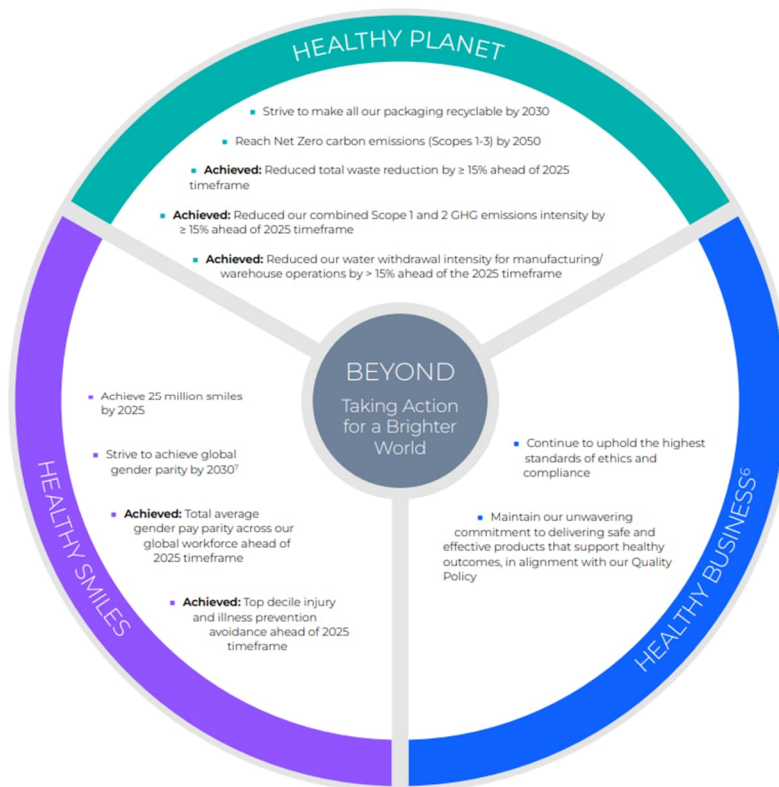 HEALTHY PLANET
▪ Strive to make all our packaging recyclable by 2030
▪ Reach Net Zero carbon emissions (Scopes 1-3) by 2050
▪ Achieved: Reduced total waste reduction by ≥ 15% ahead of 2025
timeframe
▪ Achieved: Reduced our combined Scope 1 and 2 GHG emissions intensity by
≥ 15% ahead of 2025 timeframe
▪ Achieved: Reduced our water withdrawal intensity for manufacturing/
warehouse operations by > 15% ahead of the 2025 timeframe
BEYOND
Taking Action
for a Brighter
World
HEALTHY SMILES
▪ Achieve 25 million smiles
by 2025
▪ Strive to achieve global
gender parity by 2030⁷
▪ Achieved: Total average
gender pay parity across our
global workforce ahead of
2025 timeframe
▪ Achieved: Top decile injury
and illness prevention
avoidance ahead of 2025
timeframe
HEALTHY BUSINESS⁶
▪ Continue to uphold the highest
standards of ethics and
compliance
▪ Maintain our unwavering
commitment to delivering safe and
effective products that support healthy
outcomes, in alignment with our Quality
Policy